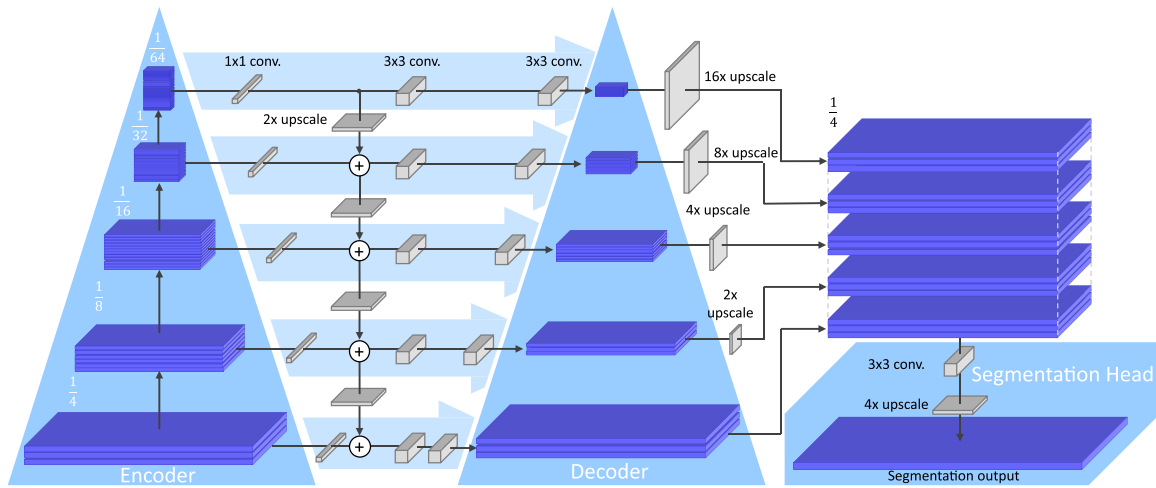 1/64
1x1 conv.
3x3 conv.
3x3 conv.
16x upscale
1/4
1/32
2x upscale
8x upscale
1/16
4x upscale
1/8
2x
upscale
1/4
3x3 conv.
Segmentation Head
4x upscale
Encoder
Decoder
Segmentation output